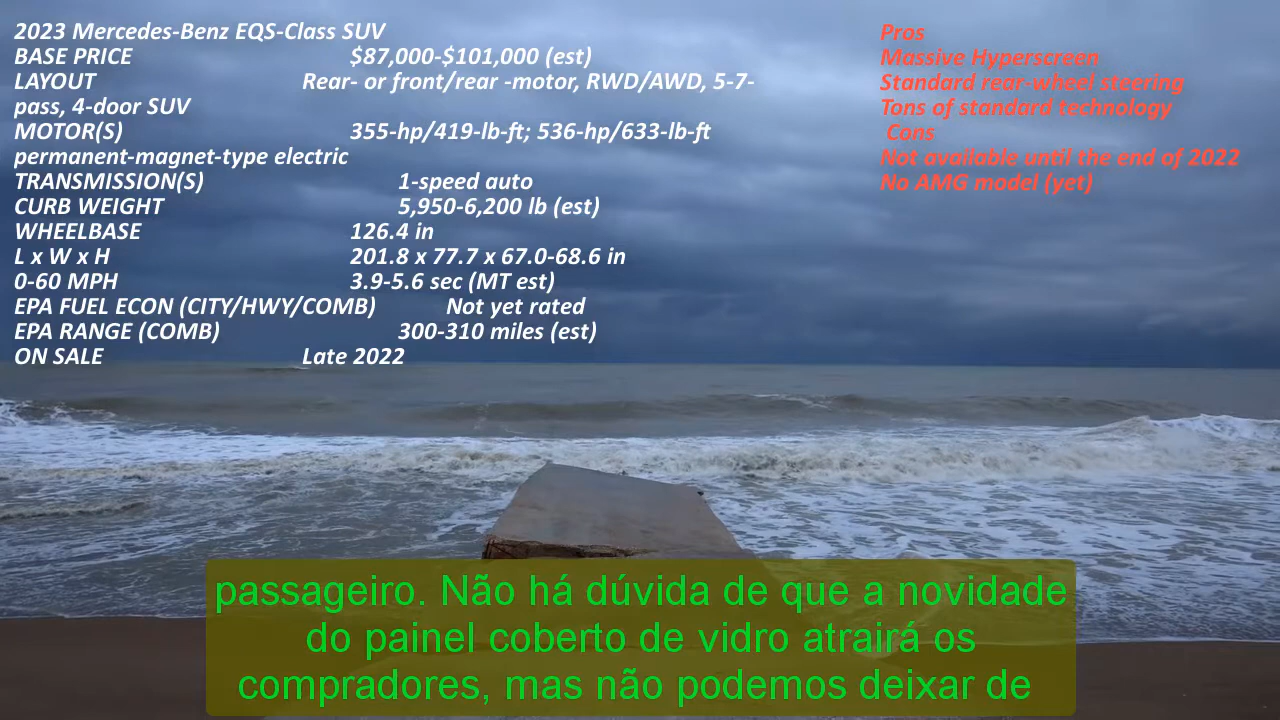 2023 Mercedes-Benz EQS-Class SUV
BASE PRICE $87,000-$101,000 (est)
LAYOUT Rear- or front/rear -motor, RWD/AWD, 5-7-
pass, 4-door SUV
MOTOR(S) 355-hp/419-lb-ft; 536-hp/633-lb-ft
permanent-magnet-type electric
TRANSMISSION(S) 1-speed auto
CURB WEIGHT 5,950-6,200 lb (est)
WHEELBASE 126.4 in
L x W x H 201.8 x 77.7 x 67.0-68.6 in
0-60 MPH 3.9-5.6 sec (MT est)
EPA FUEL ECON (CITY/HWY/COMB) Not yet rated
EPA RANGE (COMB) 300-310 miles (est)
ON SALE Late 2022
Pros
Massive Hyperscreen
Standard rear-wheel steering
Tons of standard technology
Cons
Not available until the end of 2022
No AMG model (yet)
passageiro. Não há dúvida de que a novidade
do painel coberto de vidro atrairá os
compradores, mas não podemos deixar de